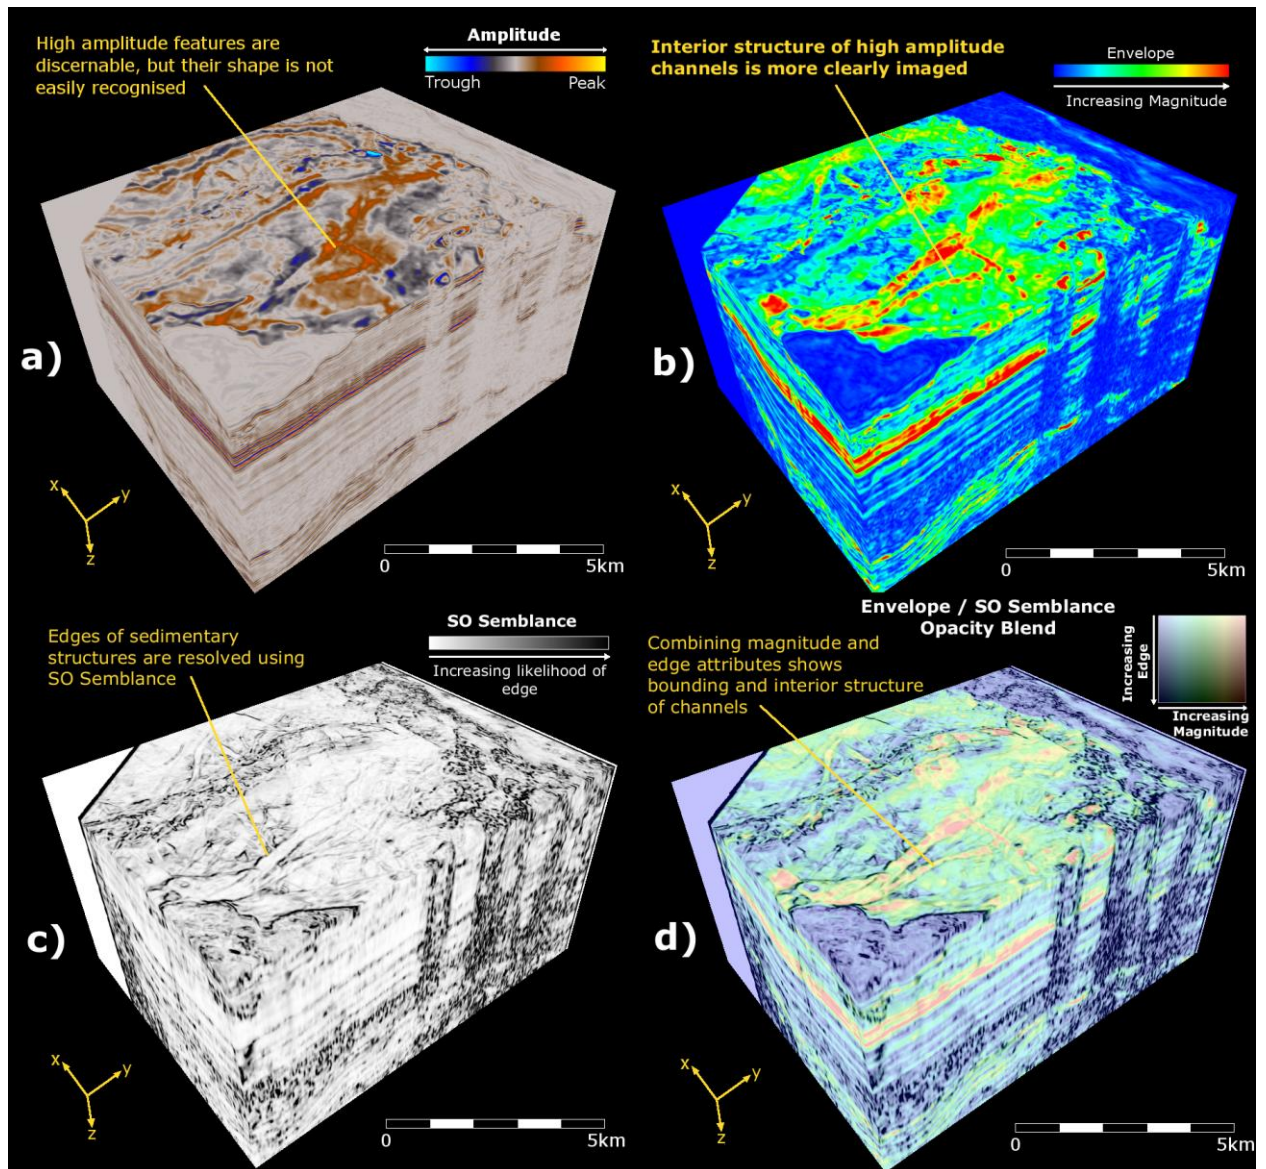 High amplitude features are
discernable, but their shape is not
easily recognised
Amplitude
Trough
Peak
a)
x
y
z
0
5km
Interior structure of high amplitude
channels is more clearly imaged
Envelope
Increasing Magnitude
b)
x
y
z
0
5km
Edges of sedimentary
structures are resolved using
SO Semblance
SO Semblance
Increasing likelihood of
edge
c)
x
y
z
0
5km
Envelope / SO Semblance
Opacity Blend
Combining magnitude and
edge attributes shows
bounding and interior structure
of channels
Increasing
Edge
Increasing
Magnitude
d)
x
y
z
0
5km